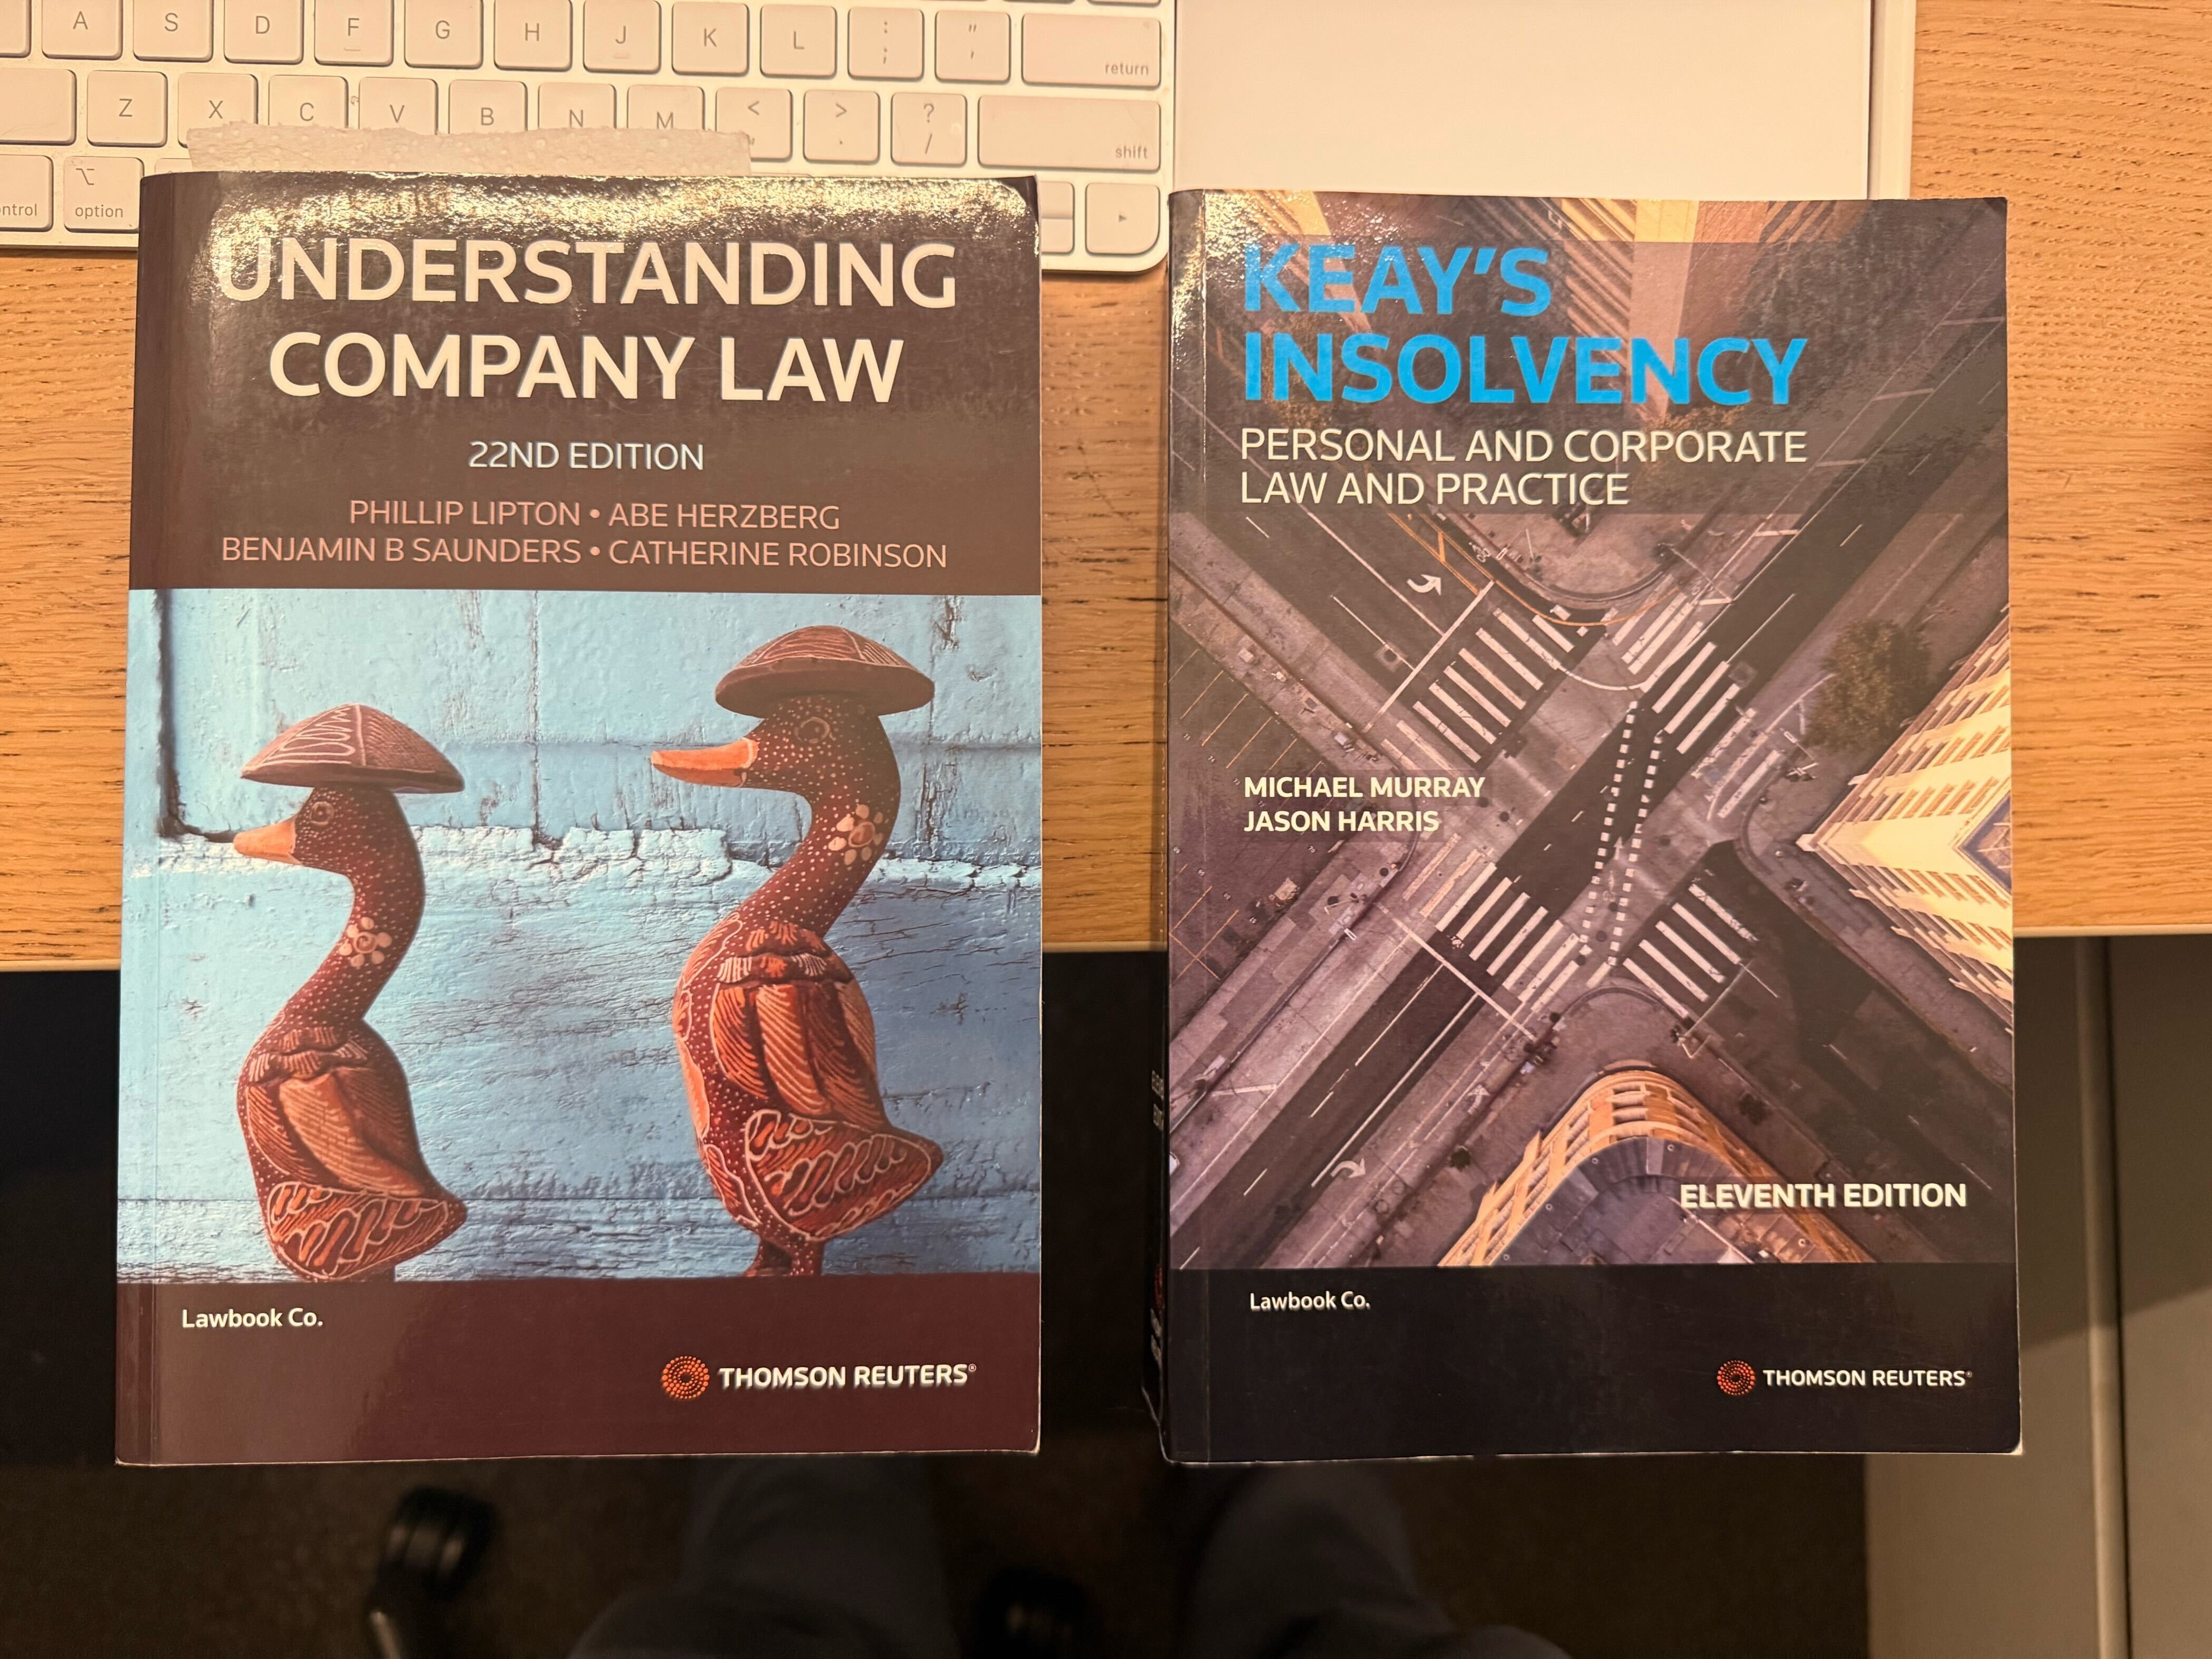 A S D F G H J K L : ; " ' return
Z X C V B N M < > . ? / shift
option
UNDERSTANDING
COMPANY LAW
22ND EDITION
PHILLIP LIPTON • ABE HERZBERG
BENJAMIN B SAUNDERS • CATHERINE ROBINSON
Lawbook Co.
THOMSON REUTERS®
KEAY'S
INSOLVENCY
PERSONAL AND CORPORATE
LAW AND PRACTICE
MICHAEL MURRAY
JASON HARRIS
ELEVENTH EDITION
Lawbook Co.
THOMSON REUTERS®